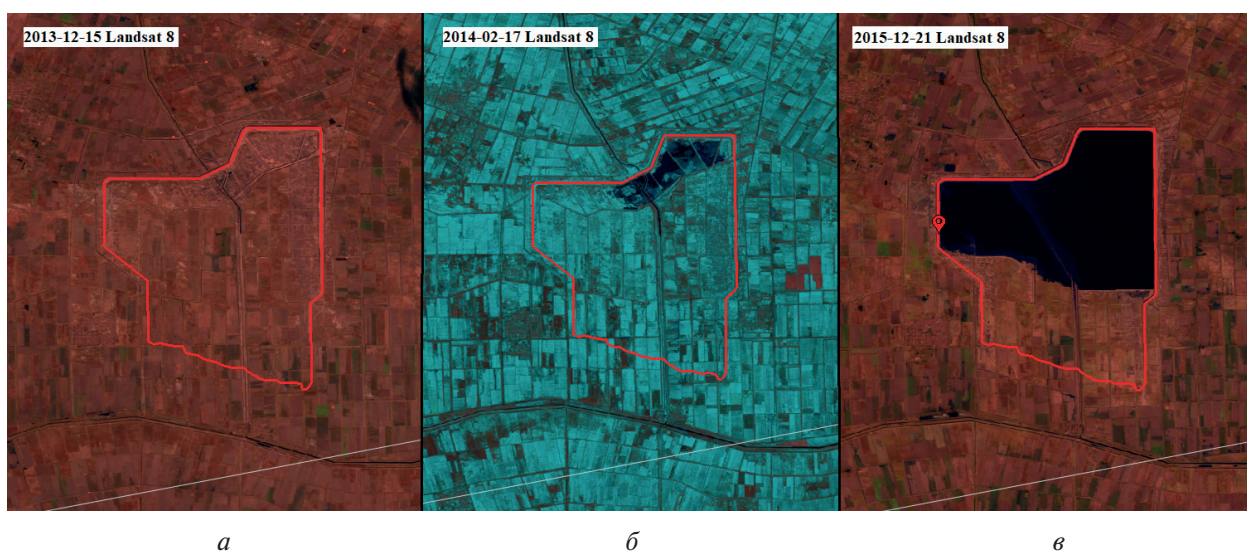 2013-12-15 Landsat 8
2014-02-17 Landsat 8
2015-12-21 Landsat 8
а
б
в